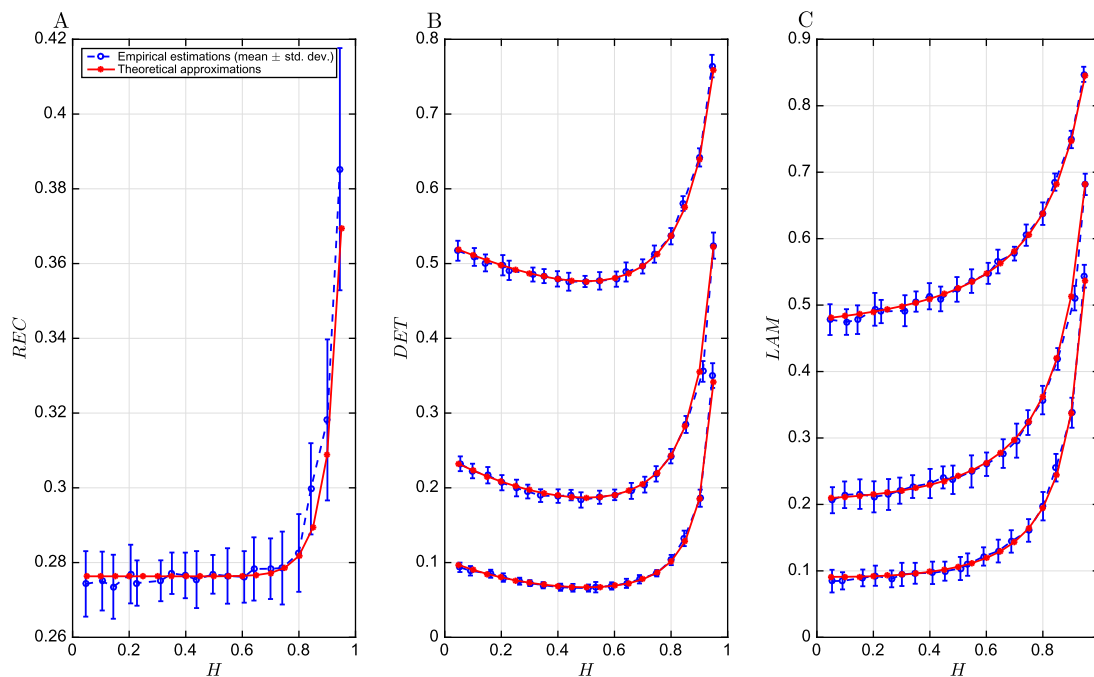 A
B
C
Empirical estimations (mean ± std. dev.)
Theoretical approximations
REC
0.42
0.4
0.38
0.36
0.34
0.32
0.3
0.28
0.26
0 0.2 0.4 0.6 0.8 1
H
DET
0.8
0.7
0.6
0.5
0.4
0.3
0.2
0.1
0
0 0.2 0.4 0.6 0.8 1
H
LAM
0.9
0.8
0.7
0.6
0.5
0.4
0.3
0.2
0.1
0
0 0.2 0.4 0.6 0.8
H